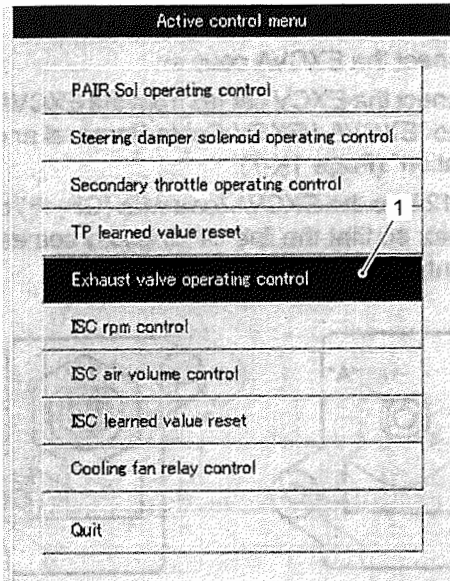 Active control menu
PAIR Sol operating control
Steering damper solenoid operating control
Secondary throttle operating control
1
TP learned value reset
Exhaust valve operating control
ISC rpm control
ISC air volume control
ISC learned value reset
Cooling fan relay control
Quit